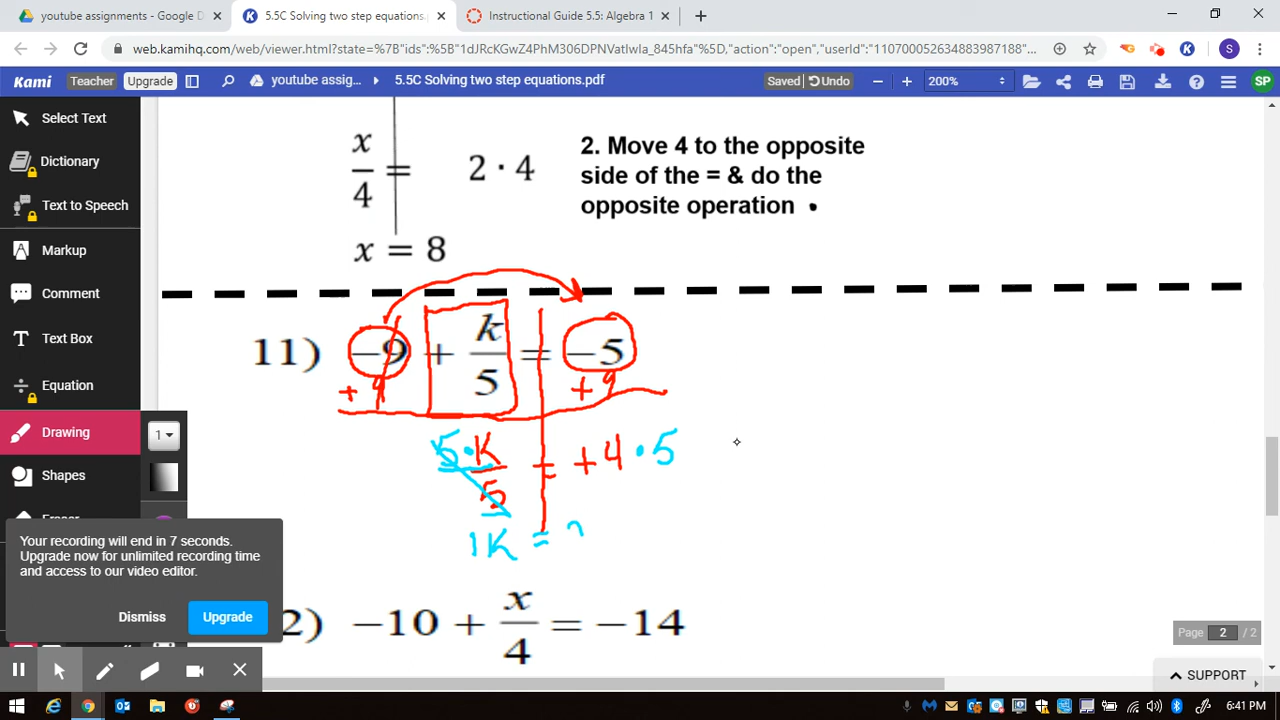 youtube assignments - Google D
5.5C Solving two step equations.
Instructional Guide 5.5: Algebra 1
web.kamihq.com/web/viewer.html?state=%7B"ids":%5B"1dJRcKGwZ4PhM306DPNVatIwIa_845hfa"%5D,"action":"open","userId":"110700052634883987188"...
Kami Teacher Upgrade youtube assig... 5.5C Solving two step equations.pdf Saved Undo 200% SP
Select Text
Dictionary
Text to Speech
Markup
Comment
Text Box
Equation
Drawing
Shapes
1
x/4 = 2 · 4
2. Move 4 to the opposite
side of the = & do the
opposite operation •
x = 8
11) −9 + k/5 = −5
+9 +9
5·K/5 = +4·5
1K =
2) −10 + x/4 = −14
Your recording will end in 7 seconds.
Upgrade now for unlimited recording time
and access to our video editor.
Dismiss Upgrade
Page 2 / 2
SUPPORT
6:41 PM